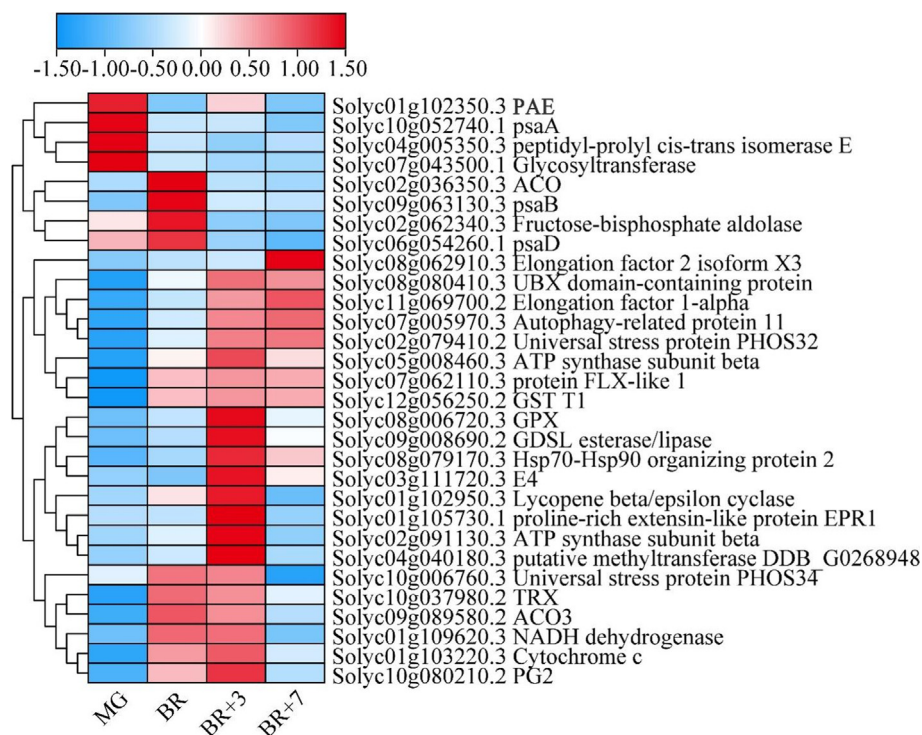 -1.50 -1.00 -0.50 0.00 0.50 1.00 1.50
Solyc01g102350.3 PAE
Solyc10g052740.1 psaA
Solyc04g005350.3 peptidyl-prolyl cis-trans isomerase E
Solyc07g043500.1 Glycosyltransferase
Solyc02g036350.3 ACO
Solyc09g063130.3 psaB
Solyc02g062340.3 Fructose-bisphosphate aldolase
Solyc06g054260.1 psaD
Solyc08g062910.3 Elongation factor 2 isoform X3
Solyc08g080410.3 UBX domain-containing protein
Solyc11g069700.2 Elongation factor 1-alpha
Solyc07g005970.3 Autophagy-related protein 11
Solyc02g079410.2 Universal stress protein PHOS32
Solyc05g008460.3 ATP synthase subunit beta
Solyc07g062110.3 protein FLX-like 1
Solyc12g056250.2 GST T1
Solyc08g006720.3 GPX
Solyc09g008690.2 GDSL esterase/lipase
Solyc08g079170.3 Hsp70-Hsp90 organizing protein 2
Solyc03g111720.3 E4
Solyc01g102950.3 Lycopene beta/epsilon cyclase
Solyc01g105730.1 proline-rich extensin-like protein EPR1
Solyc02g091130.3 ATP synthase subunit beta
Solyc04g040180.3 putative methyltransferase DDB_G0268948
Solyc10g006760.3 Universal stress protein PHOS34
Solyc10g037980.2 TRX
Solyc09g089580.2 ACO3
Solyc01g109620.3 NADH dehydrogenase
Solyc01g103220.3 Cytochrome c
Solyc10g080210.2 PG2
MG BR BR+3 BR+7